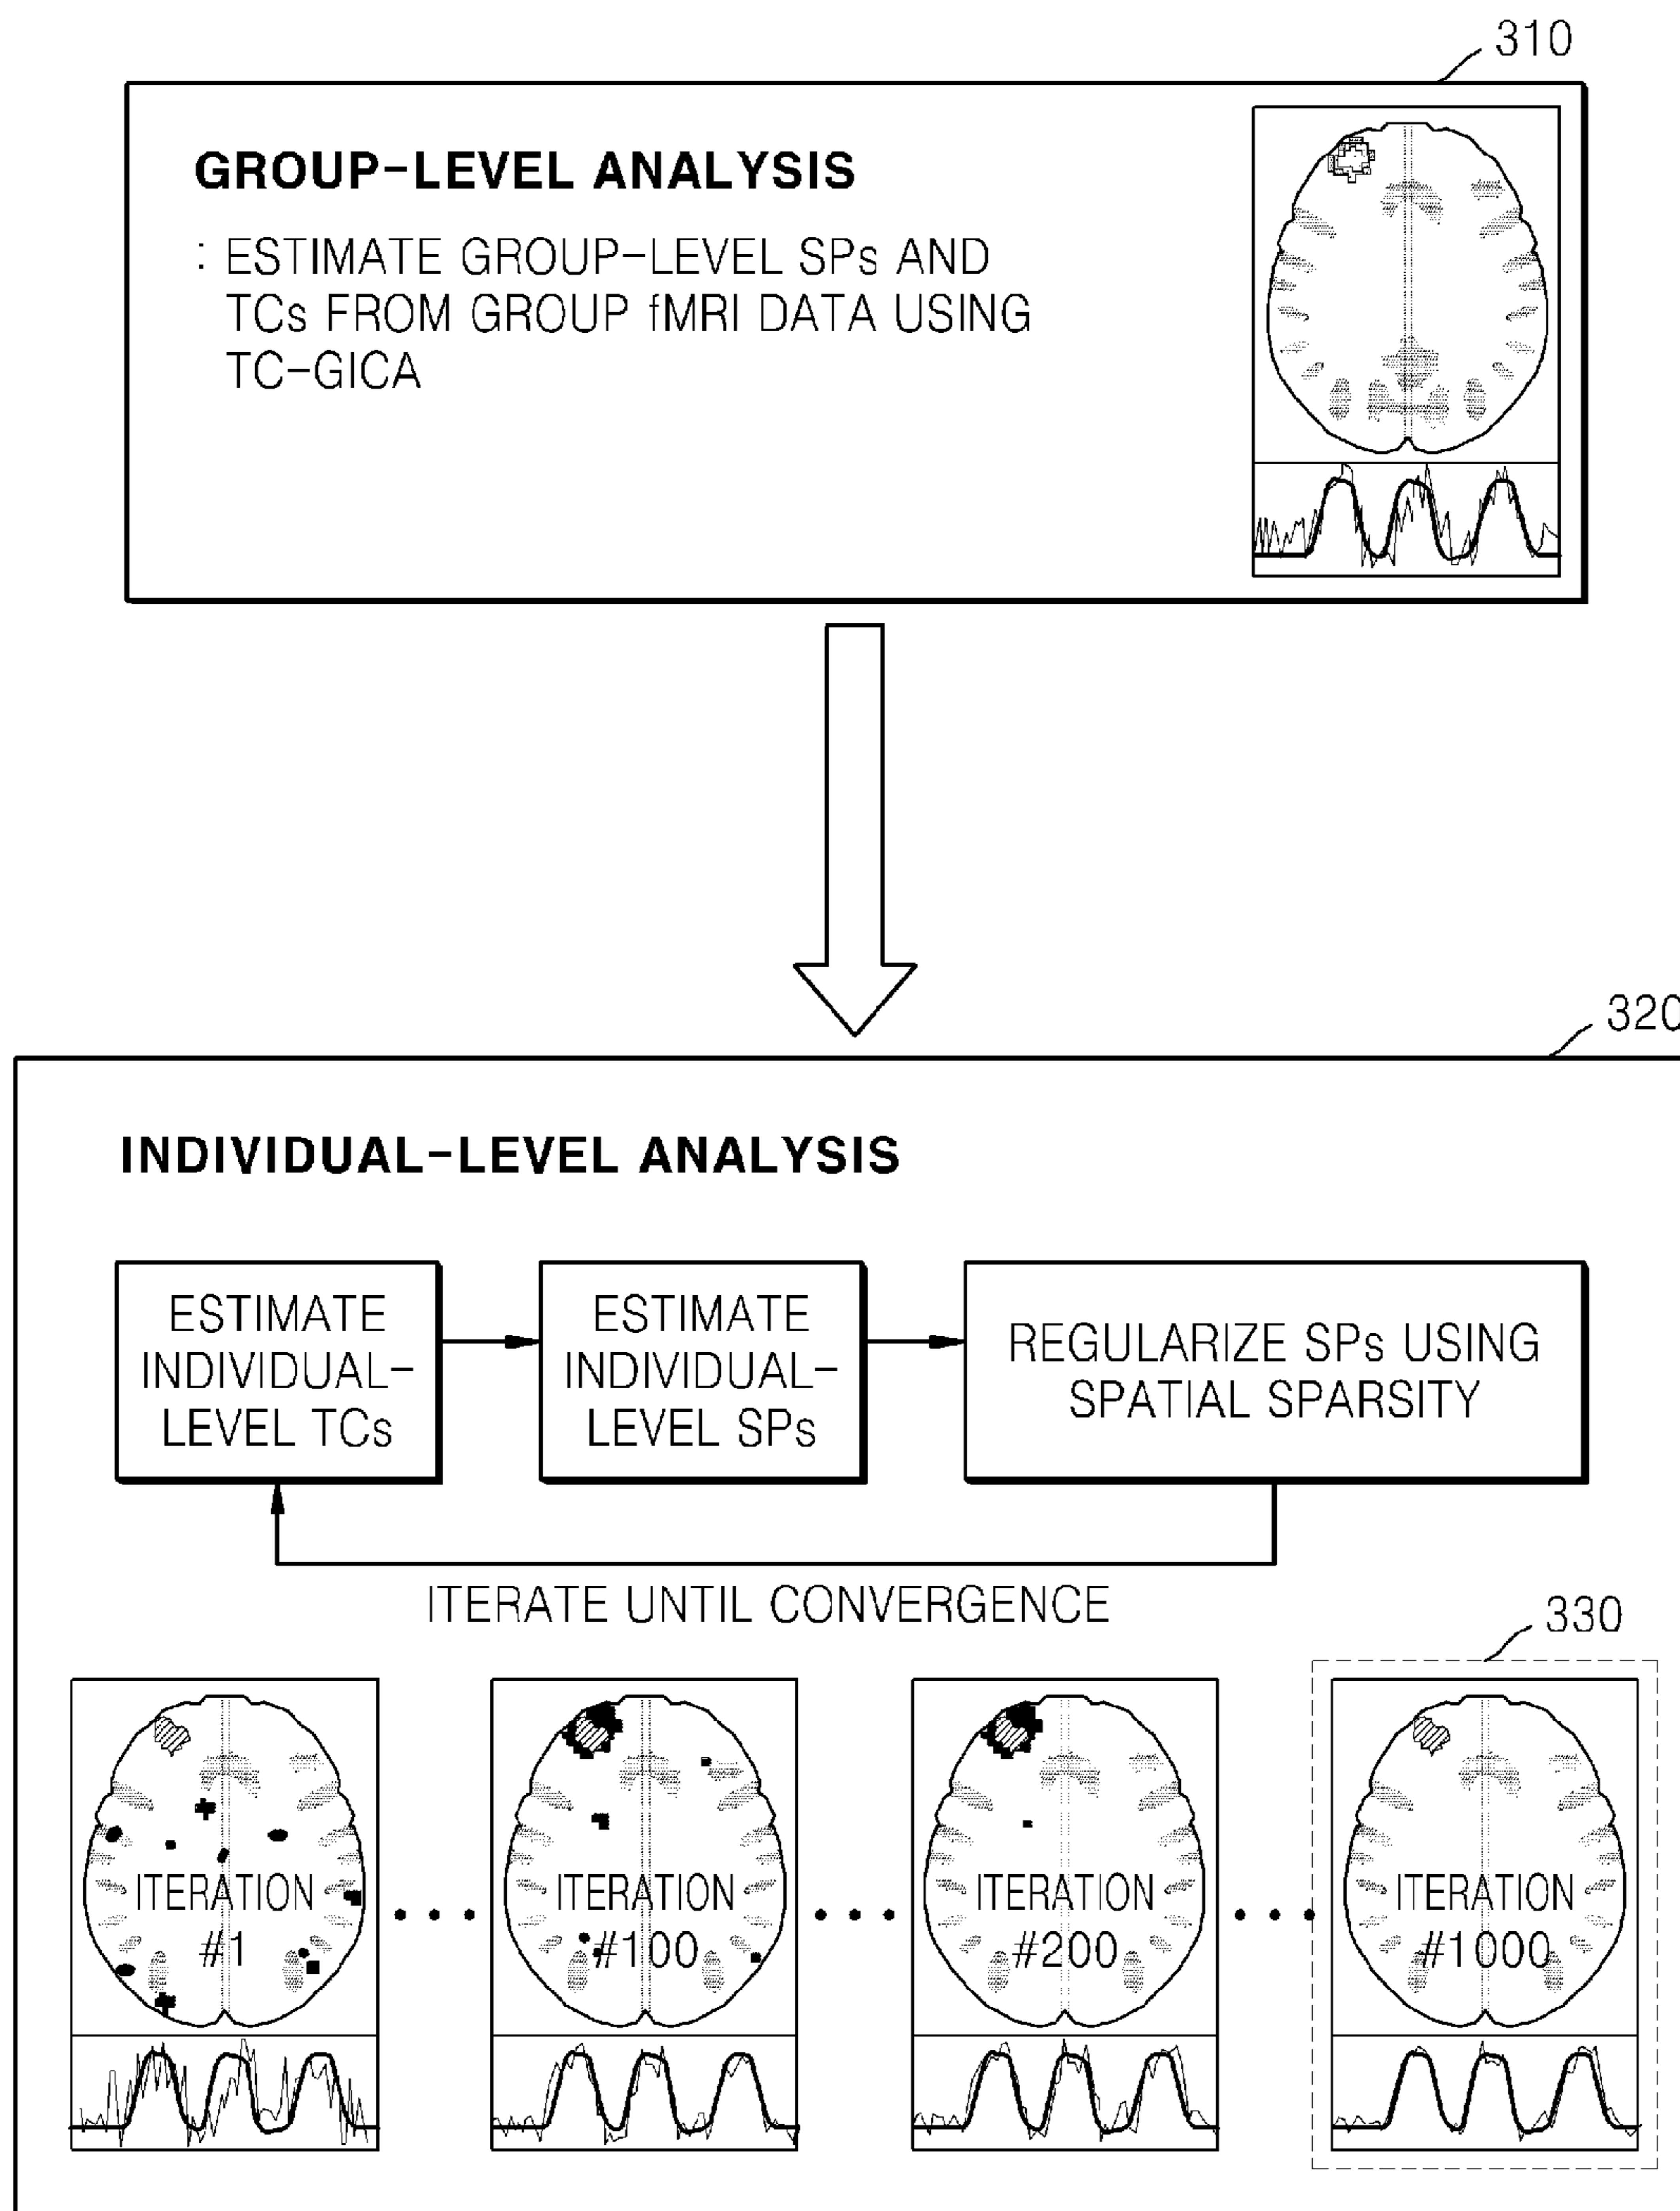 310
GROUP-LEVEL ANALYSIS
: ESTIMATE GROUP-LEVEL SPs AND
TCs FROM GROUP fMRI DATA USING
TC-GICA
320
INDIVIDUAL-LEVEL ANALYSIS
ESTIMATE
INDIVIDUAL-
LEVEL TCs
ESTIMATE
INDIVIDUAL-
LEVEL SPs
REGULARIZE SPs USING
SPATIAL SPARSITY
ITERATE UNTIL CONVERGENCE
330
ITERATION
#1
ITERATION
#100
ITERATION
#200
ITERATION
#1000